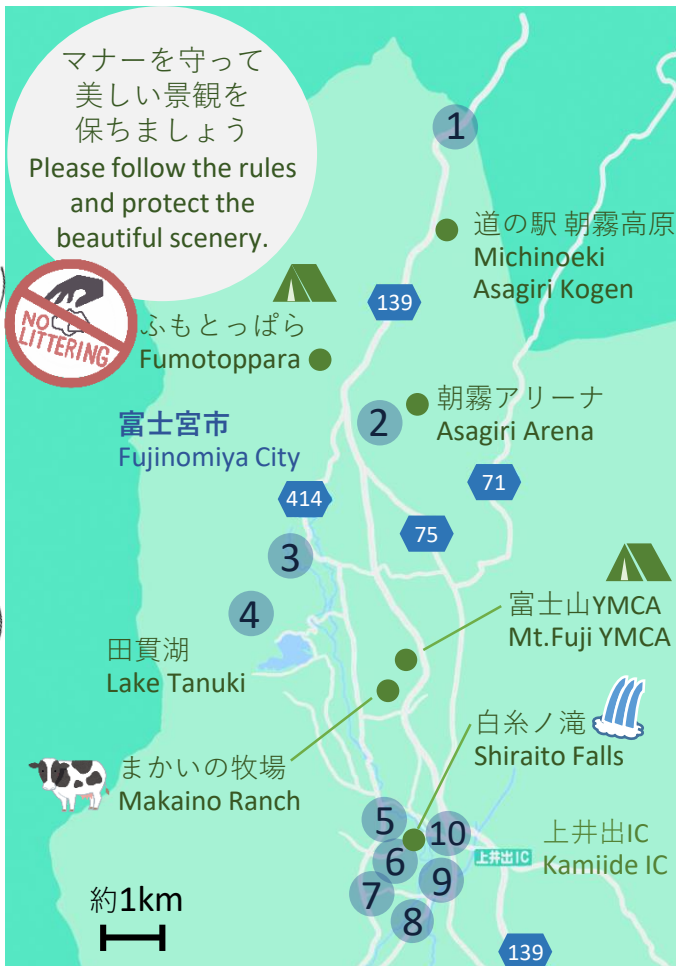 マナーを守って
美しい景観を
保ちましょう
Please follow the rules
and protect the
beautiful scenery.
1
道の駅 朝霧高原
Michinoeki
Asagiri Kogen
139
NO
LITTERING
ふもとっぱら
Fumotoppara
朝霧アリーナ
Asagiri Arena
2
富士宮市
Fujinomiya City
71
414
75
3
4
富士山YMCA
Mt.Fuji YMCA
田貫湖
Lake Tanuki
白糸ノ滝
Shiraito Falls
まかいの牧場
Makaino Ranch
5
10
上井出IC
上井出IC
Kamiide IC
6
9
7
8
約1km
139